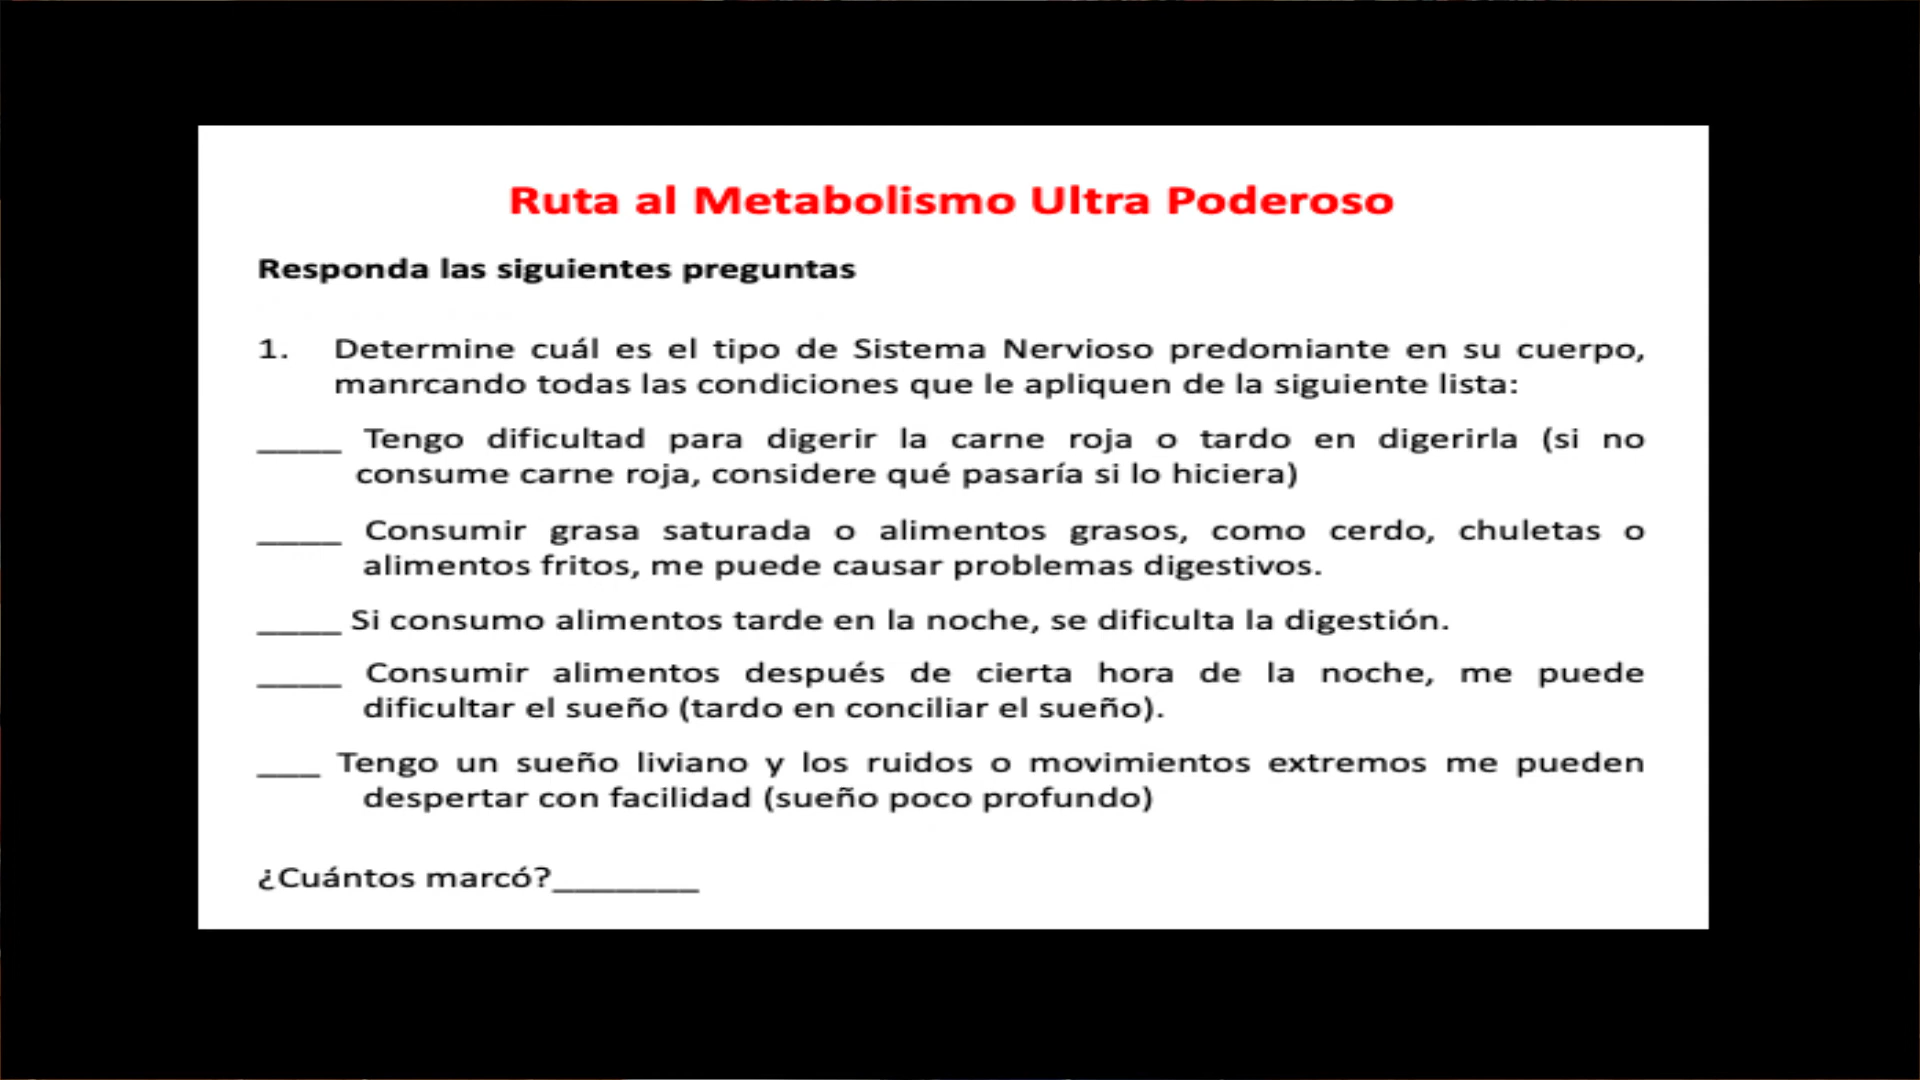 Ruta al Metabolismo Ultra Poderoso
Responda las siguientes preguntas
1. Determine cuál es el tipo de Sistema Nervioso predomiante en su cuerpo,
manrcando todas las condiciones que le apliquen de la siguiente lista:
____ Tengo dificultad para digerir la carne roja o tardo en digerirla (si no
consume carne roja, considere qué pasaría si lo hiciera)
____ Consumir grasa saturada o alimentos grasos, como cerdo, chuletas o
alimentos fritos, me puede causar problemas digestivos.
____ Si consumo alimentos tarde en la noche, se dificulta la digestión.
____ Consumir alimentos después de cierta hora de la noche, me puede
dificultar el sueño (tardo en conciliar el sueño).
___ Tengo un sueño liviano y los ruidos o movimientos extremos me pueden
despertar con facilidad (sueño poco profundo)
¿Cuántos marcó?_______